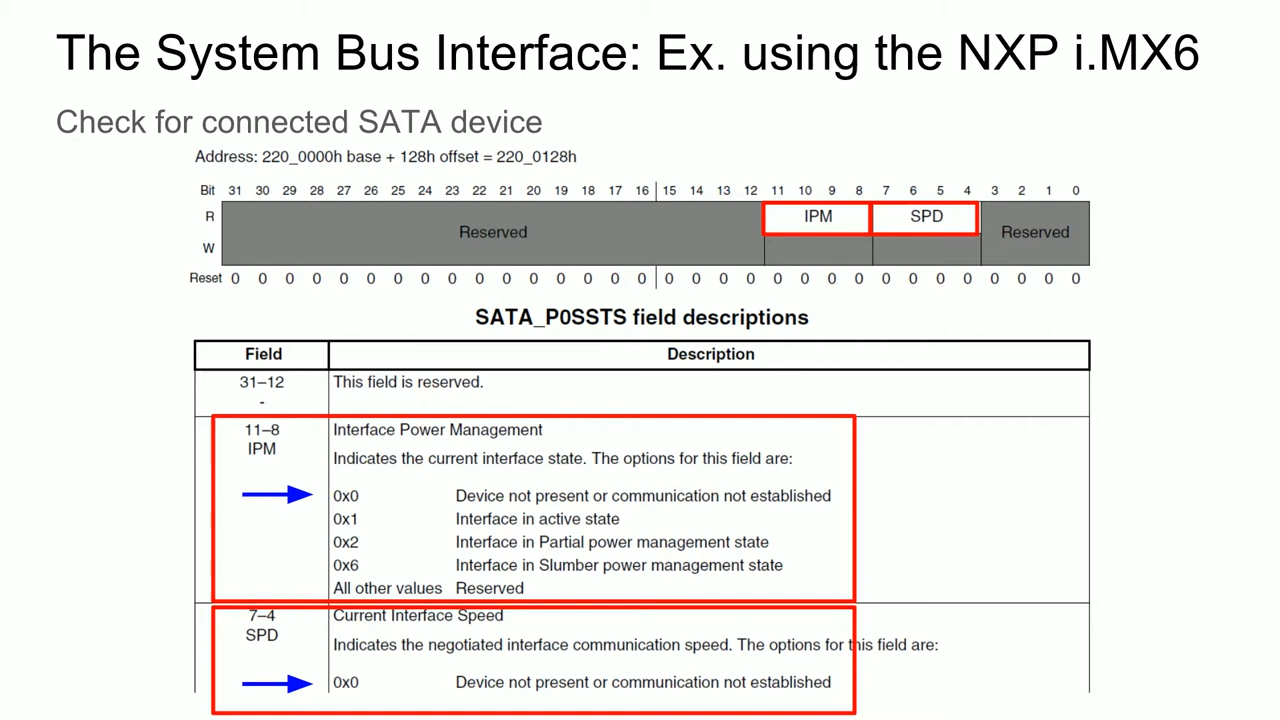 The System Bus Interface: Ex. using the NXP i.MX6
Check for connected SATA device
Address: 220_0000h base + 128h offset = 220_0128h
Bit 31 30 29 28 27 26 25 24 23 22 21 20 19 18 17 16 15 14 13 12 11 10 9 8 7 6 5 4 3 2 1 0
R IPM SPD
Reserved Reserved
W
Reset 0 0 0 0 0 0 0 0 0 0 0 0 0 0 0 0 0 0 0 0 0 0 0 0 0 0 0 0 0 0 0 0
SATA_P0SSTS field descriptions
Field Description
31–12 This field is reserved.
-
11–8 Interface Power Management
IPM
Indicates the current interface state. The options for this field are:
0x0 Device not present or communication not established
0x1 Interface in active state
0x2 Interface in Partial power management state
0x6 Interface in Slumber power management state
All other values Reserved
7–4 Current Interface Speed
SPD
Indicates the negotiated interface communication speed. The options for this field are:
0x0 Device not present or communication not established